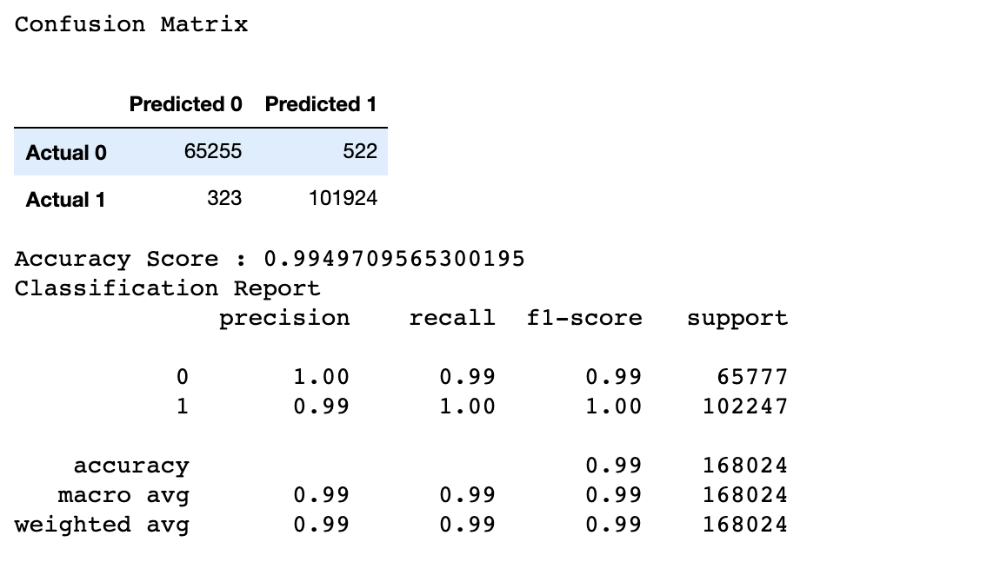 Confusion Matrix
Predicted 0 Predicted 1
Actual 0 65255 522
Actual 1 323 101924
Accuracy Score : 0.9949709565300195
Classification Report
precision recall f1-score support
0 1.00 0.99 0.99 65777
1 0.99 1.00 1.00 102247
accuracy 0.99 168024
macro avg 0.99 0.99 0.99 168024
weighted avg 0.99 0.99 0.99 168024